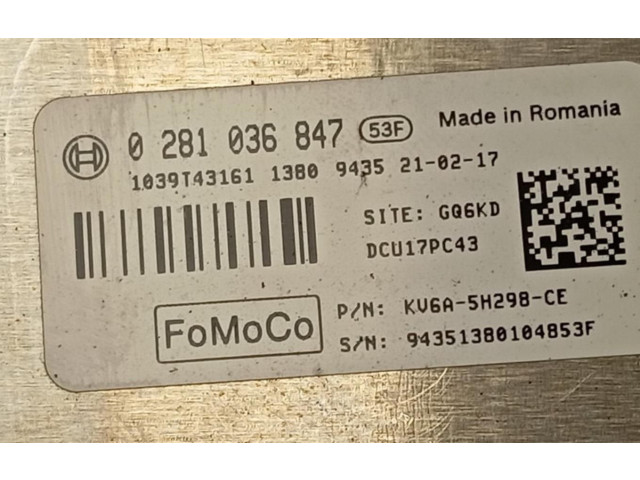 0 281 036 847 53F Made in Romania
1039T43161 1380 9435 21-02-17
SITE: GQ6KD
DCU17PC43
FoMoCo
P/N: KV6A-5H298-CE
S/N: 94351380104853F